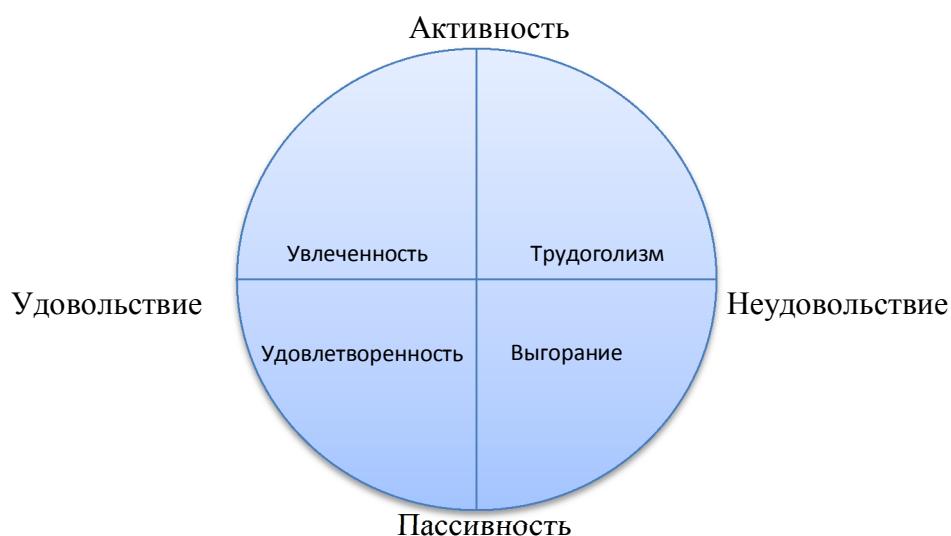 Активность
Увлеченность
Трудоголизм
Удовольствие
Неудовольствие
Удовлетворенность
Выгорание
Пассивность